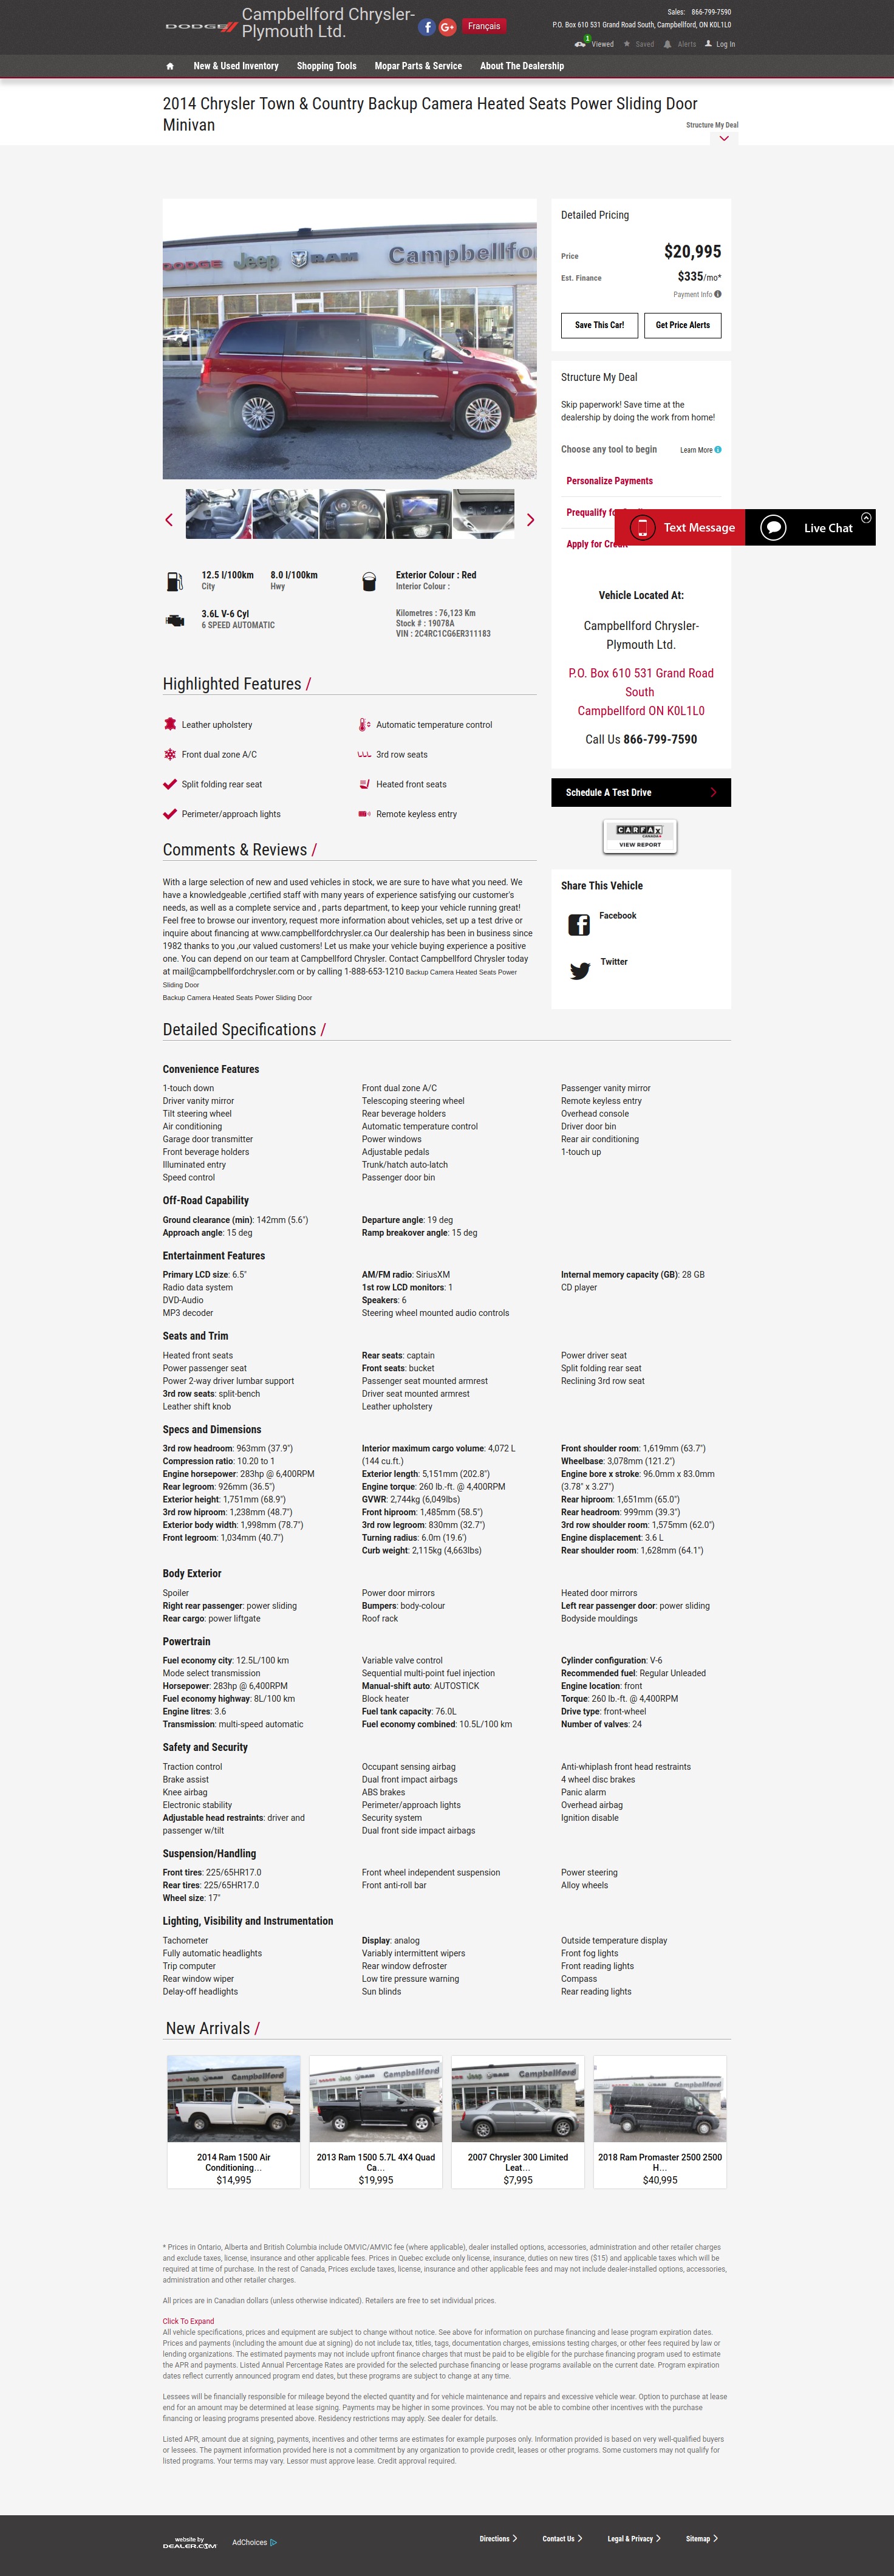 DODGE
Campbellford Chrysler-
Plymouth Ltd.
Français
Sales: 866-799-7590
P.O. Box 610 531 Grand Road South, Campbellford, ON K0L1L0
1
Viewed
Saved
Alerts
Log In
New & Used Inventory
Shopping Tools
Mopar Parts & Service
About The Dealership
2014 Chrysler Town & Country Backup Camera Heated Seats Power Sliding Door
Minivan
Structure My Deal
DODGE Jeep RAM Campbellfo
Detailed Pricing
Price $20,995
Est. Finance $335/mo*
Payment Info
Save This Car!
Get Price Alerts
Structure My Deal
Skip paperwork! Save time at the
dealership by doing the work from home!
Choose any tool to begin
Learn More
Personalize Payments
Prequalify fo
Apply for Credit
Text Message
Live Chat
12.5 l/100km
City
8.0 l/100km
Hwy
Exterior Colour : Red
Interior Colour :
3.6L V-6 Cyl
6 SPEED AUTOMATIC
Kilometres : 76,123 Km
Stock # : 19078A
VIN : 2C4RC1CG6ER311183
Vehicle Located At:
Campbellford Chrysler-
Plymouth Ltd.
P.O. Box 610 531 Grand Road
South
Campbellford ON K0L1L0
Call Us 866-799-7590
Schedule A Test Drive
CARFAX
CANADA
VIEW REPORT
Share This Vehicle
Facebook
Twitter
Highlighted Features /
Leather upholstery
Automatic temperature control
Front dual zone A/C
3rd row seats
Split folding rear seat
Heated front seats
Perimeter/approach lights
Remote keyless entry
Comments & Reviews /
With a large selection of new and used vehicles in stock, we are sure to have what you need. We
have a knowledgeable ,certified staff with many years of experience satisfying our customer's
needs, as well as a complete service and , parts department, to keep your vehicle running great!
Feel free to browse our inventory, request more information about vehicles, set up a test drive or
inquire about financing at www.campbellfordchrysler.ca Our dealership has been in business since
1982 thanks to you ,our valued customers! Let us make your vehicle buying experience a positive
one. You can depend on our team at Campbellford Chrysler. Contact Campbellford Chrysler today
at mail@campbellfordchrysler.com or by calling 1-888-653-1210 Backup Camera Heated Seats Power
Sliding Door
Backup Camera Heated Seats Power Sliding Door
Detailed Specifications /
Convenience Features
1-touch down
Driver vanity mirror
Tilt steering wheel
Air conditioning
Garage door transmitter
Front beverage holders
Illuminated entry
Speed control
Front dual zone A/C
Telescoping steering wheel
Rear beverage holders
Automatic temperature control
Power windows
Adjustable pedals
Trunk/hatch auto-latch
Passenger door bin
Passenger vanity mirror
Remote keyless entry
Overhead console
Driver door bin
Rear air conditioning
1-touch up
Off-Road Capability
Ground clearance (min): 142mm (5.6")
Approach angle: 15 deg
Departure angle: 19 deg
Ramp breakover angle: 15 deg
Entertainment Features
Primary LCD size: 6.5"
Radio data system
DVD-Audio
MP3 decoder
AM/FM radio: SiriusXM
1st row LCD monitors: 1
Speakers: 6
Steering wheel mounted audio controls
Internal memory capacity (GB): 28 GB
CD player
Seats and Trim
Heated front seats
Power passenger seat
Power 2-way driver lumbar support
3rd row seats: split-bench
Leather shift knob
Rear seats: captain
Front seats: bucket
Passenger seat mounted armrest
Driver seat mounted armrest
Leather upholstery
Power driver seat
Split folding rear seat
Reclining 3rd row seat
Specs and Dimensions
3rd row headroom: 963mm (37.9")
Compression ratio: 10.20 to 1
Engine horsepower: 283hp @ 6,400RPM
Rear legroom: 926mm (36.5")
Exterior height: 1,751mm (68.9")
3rd row hiproom: 1,238mm (48.7")
Exterior body width: 1,998mm (78.7")
Front legroom: 1,034mm (40.7")
Interior maximum cargo volume: 4,072 L
(144 cu.ft.)
Exterior length: 5,151mm (202.8")
Engine torque: 260 lb.-ft. @ 4,400RPM
GVWR: 2,744kg (6,049lbs)
Front hiproom: 1,485mm (58.5")
3rd row legroom: 830mm (32.7")
Turning radius: 6.0m (19.6')
Curb weight: 2,115kg (4,663lbs)
Front shoulder room: 1,619mm (63.7")
Wheelbase: 3,078mm (121.2")
Engine bore x stroke: 96.0mm x 83.0mm
(3.78" x 3.27")
Rear hiproom: 1,651mm (65.0")
Rear headroom: 999mm (39.3")
3rd row shoulder room: 1,575mm (62.0")
Engine displacement: 3.6 L
Rear shoulder room: 1,628mm (64.1")
Body Exterior
Spoiler
Right rear passenger: power sliding
Rear cargo: power liftgate
Power door mirrors
Bumpers: body-colour
Roof rack
Heated door mirrors
Left rear passenger door: power sliding
Bodyside mouldings
Powertrain
Fuel economy city: 12.5L/100 km
Mode select transmission
Horsepower: 283hp @ 6,400RPM
Fuel economy highway: 8L/100 km
Engine litres: 3.6
Transmission: multi-speed automatic
Variable valve control
Sequential multi-point fuel injection
Manual-shift auto: AUTOSTICK
Block heater
Fuel tank capacity: 76.0L
Fuel economy combined: 10.5L/100 km
Cylinder configuration: V-6
Recommended fuel: Regular Unleaded
Engine location: front
Torque: 260 lb.-ft. @ 4,400RPM
Drive type: front-wheel
Number of valves: 24
Safety and Security
Traction control
Brake assist
Knee airbag
Electronic stability
Adjustable head restraints: driver and
passenger w/tilt
Occupant sensing airbag
Dual front impact airbags
ABS brakes
Perimeter/approach lights
Security system
Dual front side impact airbags
Anti-whiplash front head restraints
4 wheel disc brakes
Panic alarm
Overhead airbag
Ignition disable
Suspension/Handling
Front tires: 225/65HR17.0
Rear tires: 225/65HR17.0
Wheel size: 17"
Front wheel independent suspension
Front anti-roll bar
Power steering
Alloy wheels
Lighting, Visibility and Instrumentation
Tachometer
Fully automatic headlights
Trip computer
Rear window wiper
Delay-off headlights
Display: analog
Variably intermittent wipers
Rear window defroster
Low tire pressure warning
Sun blinds
Outside temperature display
Front fog lights
Front reading lights
Compass
Rear reading lights
New Arrivals /
2014 Ram 1500 Air
Conditioning...
$14,995
2013 Ram 1500 5.7L 4X4 Quad
Ca...
$19,995
2007 Chrysler 300 Limited
Leat...
$7,995
2018 Ram Promaster 2500 2500
H...
$40,995
* Prices in Ontario, Alberta and British Columbia include OMVIC/AMVIC fee (where applicable), dealer installed options, accessories, administration and other retailer charges
and exclude taxes, license, insurance and other applicable fees. Prices in Quebec exclude only license, insurance, duties on new tires ($15) and applicable taxes which will be
required at time of purchase. In the rest of Canada, Prices exclude taxes, license, insurance and other applicable fees and may not include dealer-installed options, accessories,
administration and other retailer charges.
All prices are in Canadian dollars (unless otherwise indicated). Retailers are free to set individual prices.
Click To Expand
All vehicle specifications, prices and equipment are subject to change without notice. See above for information on purchase financing and lease program expiration dates.
Prices and payments (including the amount due at signing) do not include tax, titles, tags, documentation charges, emissions testing charges, or other fees required by law or
lending organizations. The estimated payments may not include upfront finance charges that must be paid to be eligible for the purchase financing program used to estimate
the APR and payments. Listed Annual Percentage Rates are provided for the selected purchase financing or lease programs available on the current date. Program expiration
dates reflect currently announced program end dates, but these programs are subject to change at any time.
Lessees will be financially responsible for mileage beyond the elected quantity and for vehicle maintenance and repairs and excessive vehicle wear. Option to purchase at lease
end for an amount may be determined at lease signing. Payments may be higher in some provinces. You may not be able to combine other incentives with the purchase
financing or leasing programs presented above. Residency restrictions may apply. See dealer for details.
Listed APR, amount due at signing, payments, incentives and other terms are estimates for example purposes only. Information provided is based on very well-qualified buyers
or lessees. The payment information provided here is not a commitment by any organization to provide credit, leases or other programs. Some customers may not qualify for
listed programs. Your terms may vary. Lessor must approve lease. Credit approval required.
website by
DEALER.COM
AdChoices
Directions
Contact Us
Legal & Privacy
Sitemap